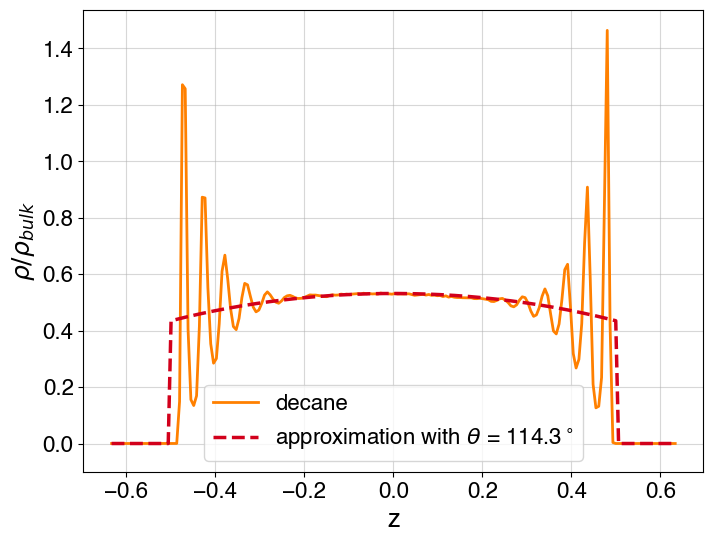 1.4
1.2
1.0
0.8
0.6
0.4
0.2
0.0
ρ/ρ_bulk
decane
approximation with θ = 114.3°
−0.6 −0.4 −0.2 0.0 0.2 0.4 0.6
z